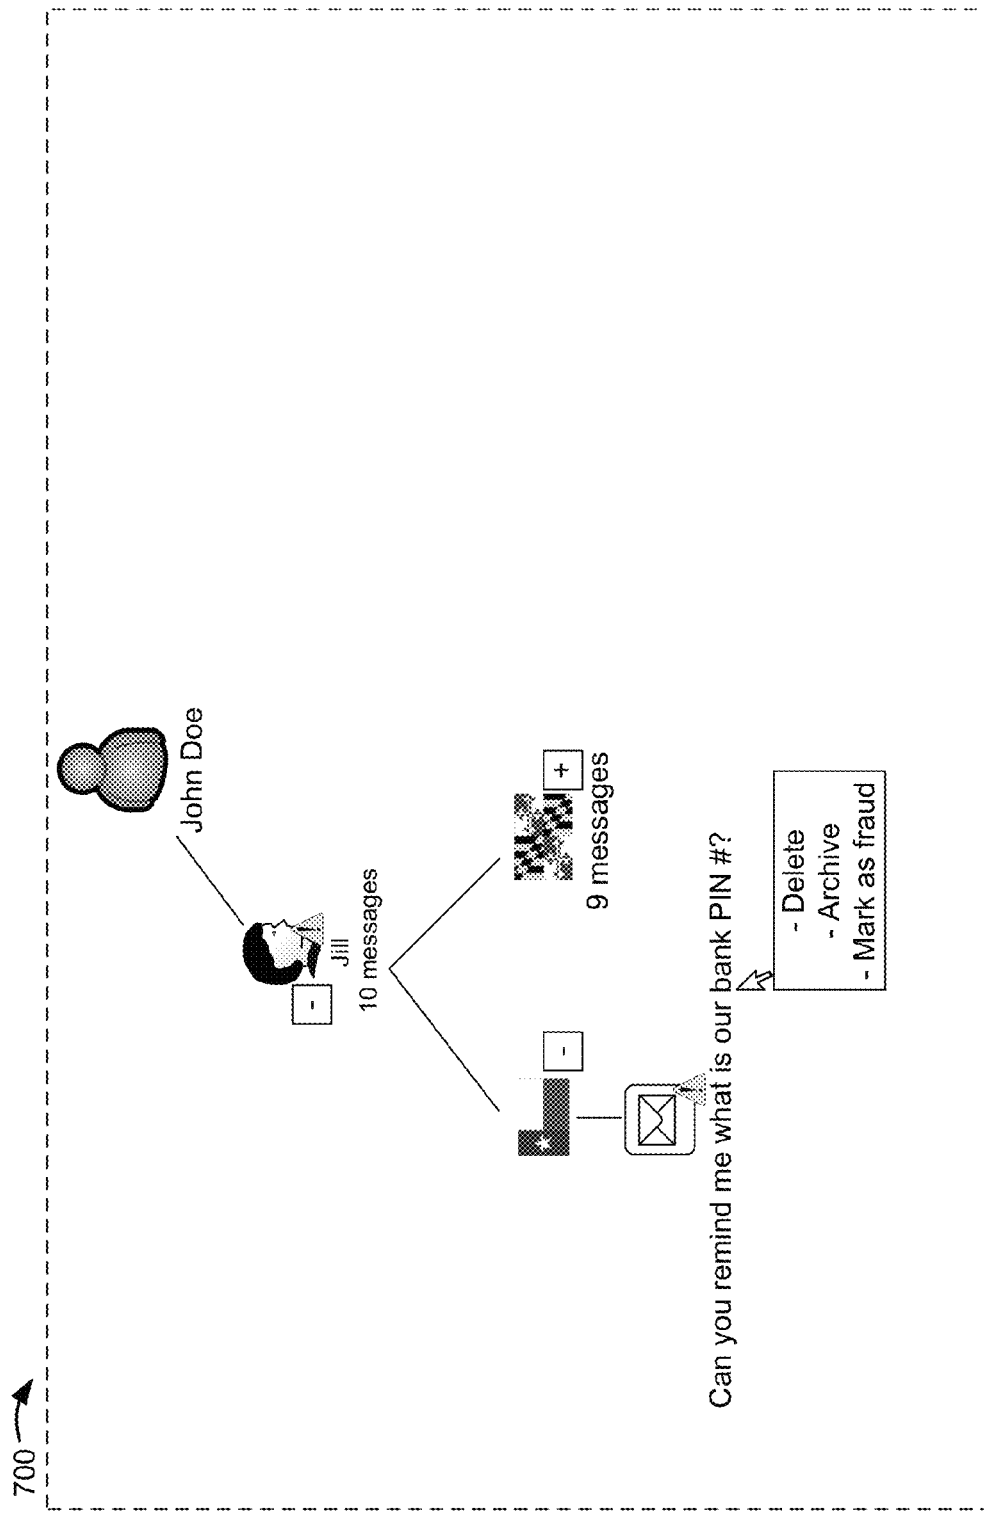 700
John Doe
-
Jill
10 messages
-
+
9 messages
Can you remind me what is our bank PIN #?
- Delete
- Archive
- Mark as fraud